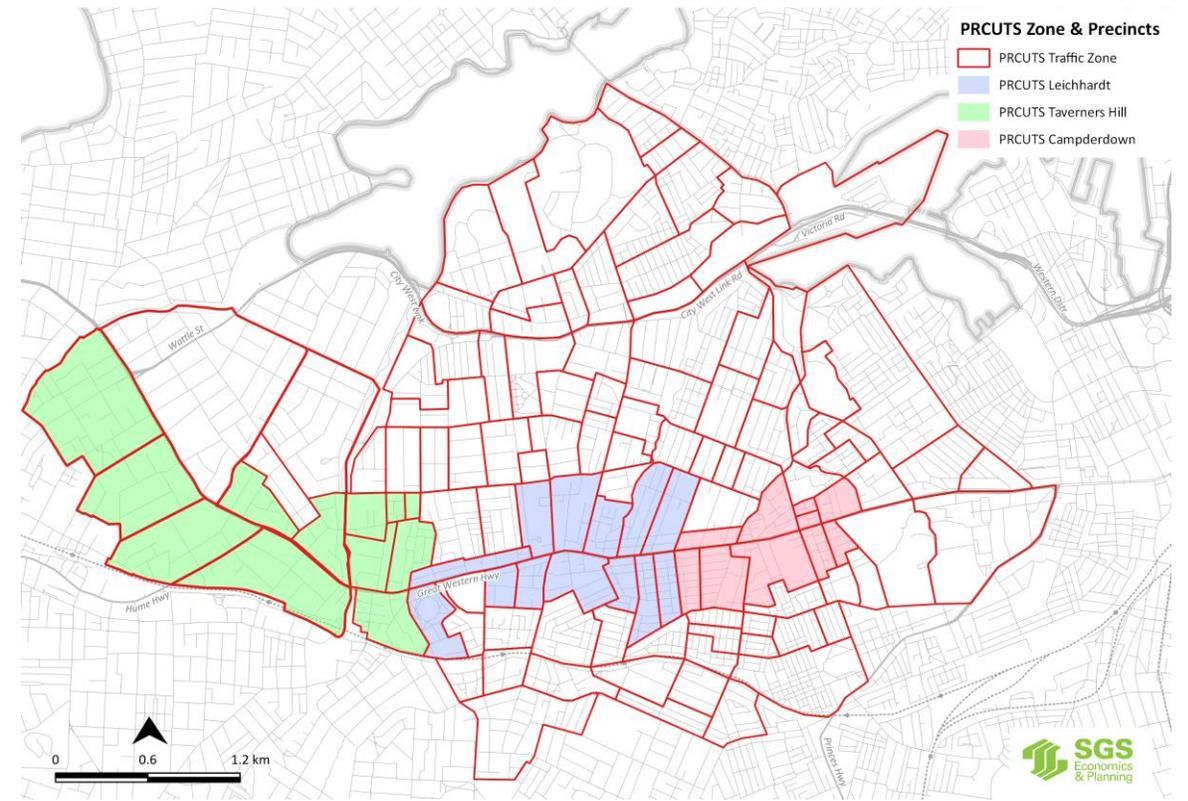 PRCUTS Zone & Precincts
PRCUTS Traffic Zone
PRCUTS Leichhardt
PRCUTS Taverners Hill
PRCUTS Campderdown
Victoria Rd
Western Dstr
City West Link
City West Link Rd
Wattle St
Great Western Hwy
Hume Hwy
Princes Hwy
0 0.6 1.2 km
SGS
Economics
& Planning